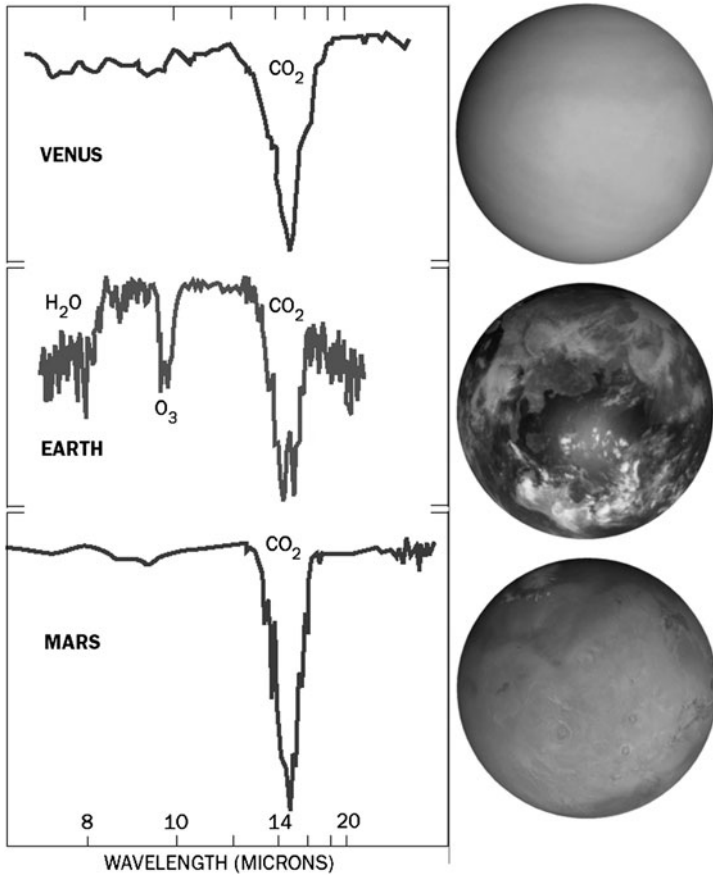 CO₂
VENUS
H₂O
CO₂
O₃
EARTH
CO₂
MARS
8 10 14 20
WAVELENGTH (MICRONS)